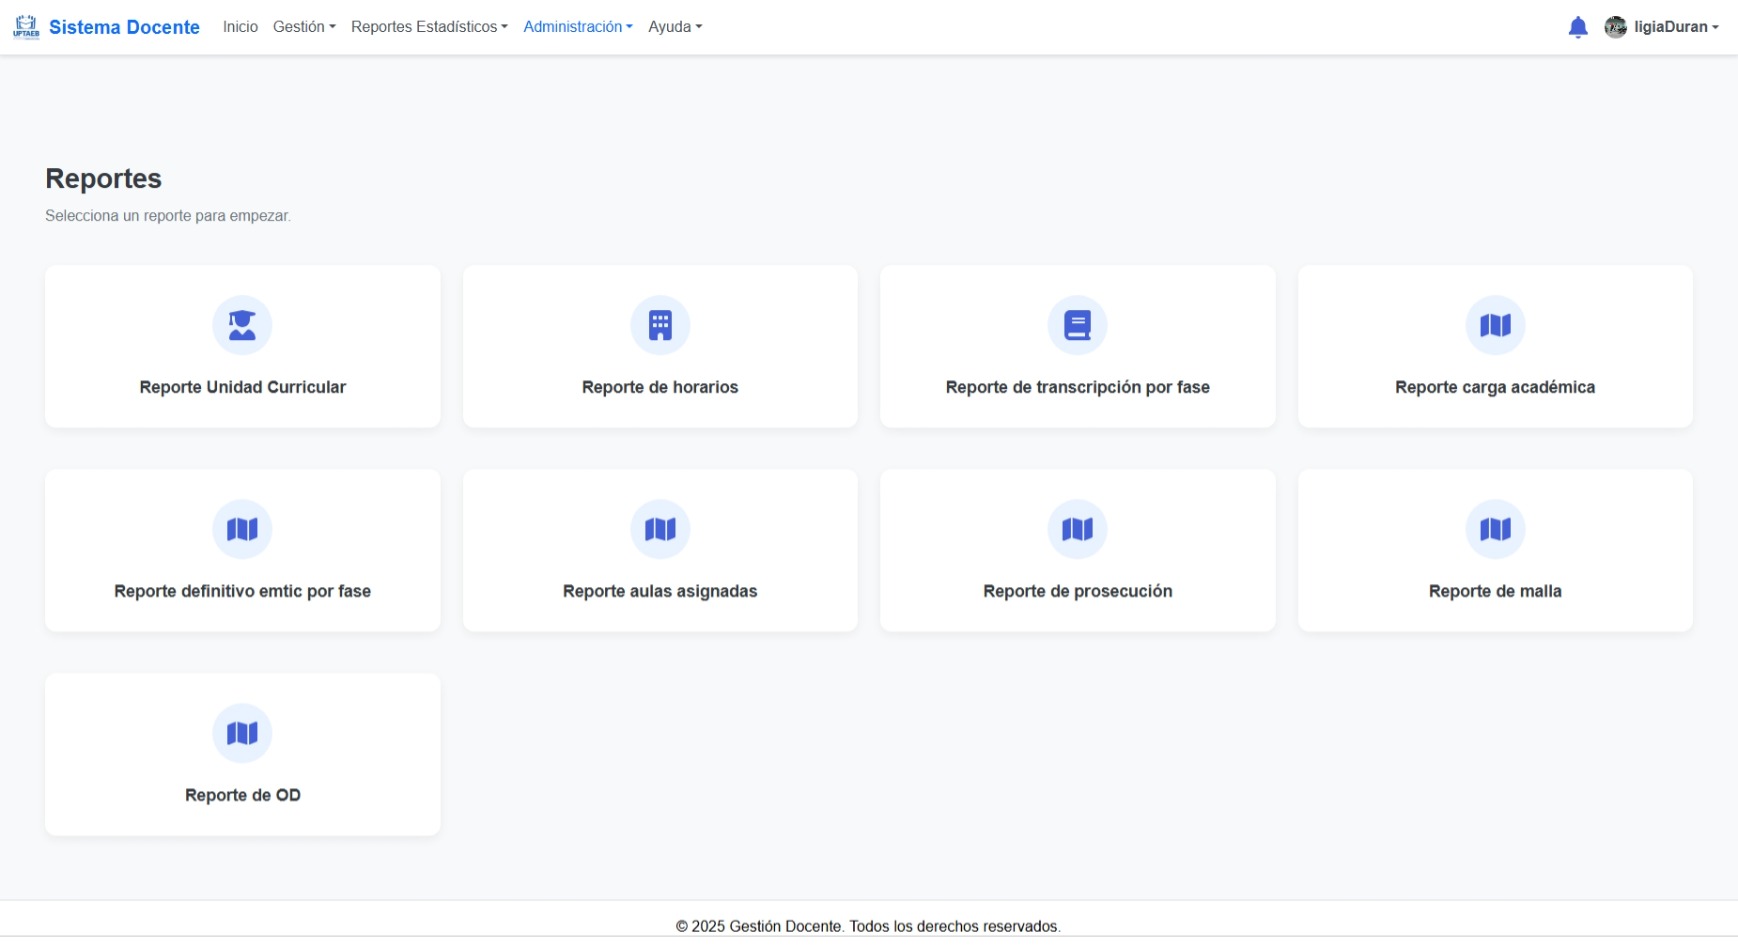 UPTAEB
Sistema Docente Inicio Gestión Reportes Estadísticos Administración Ayuda ligiaDuran
Reportes
Selecciona un reporte para empezar.
Reporte Unidad Curricular
Reporte de horarios
Reporte de transcripción por fase
Reporte carga académica
Reporte definitivo emtic por fase
Reporte aulas asignadas
Reporte de prosecución
Reporte de malla
Reporte de OD
© 2025 Gestión Docente. Todos los derechos reservados.